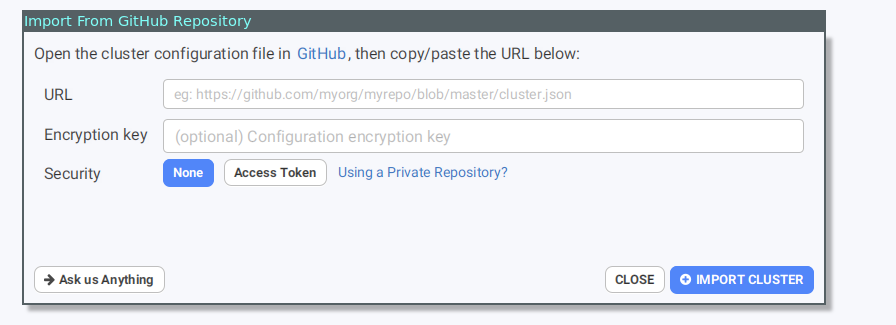 Import From GitHub Repository
Open the cluster configuration file in GitHub, then copy/paste the URL below:
URL eg: https://github.com/myorg/myrepo/blob/master/cluster.json
Encryption key (optional) Configuration encryption key
Security None Access Token Using a Private Repository?
Ask us Anything CLOSE IMPORT CLUSTER